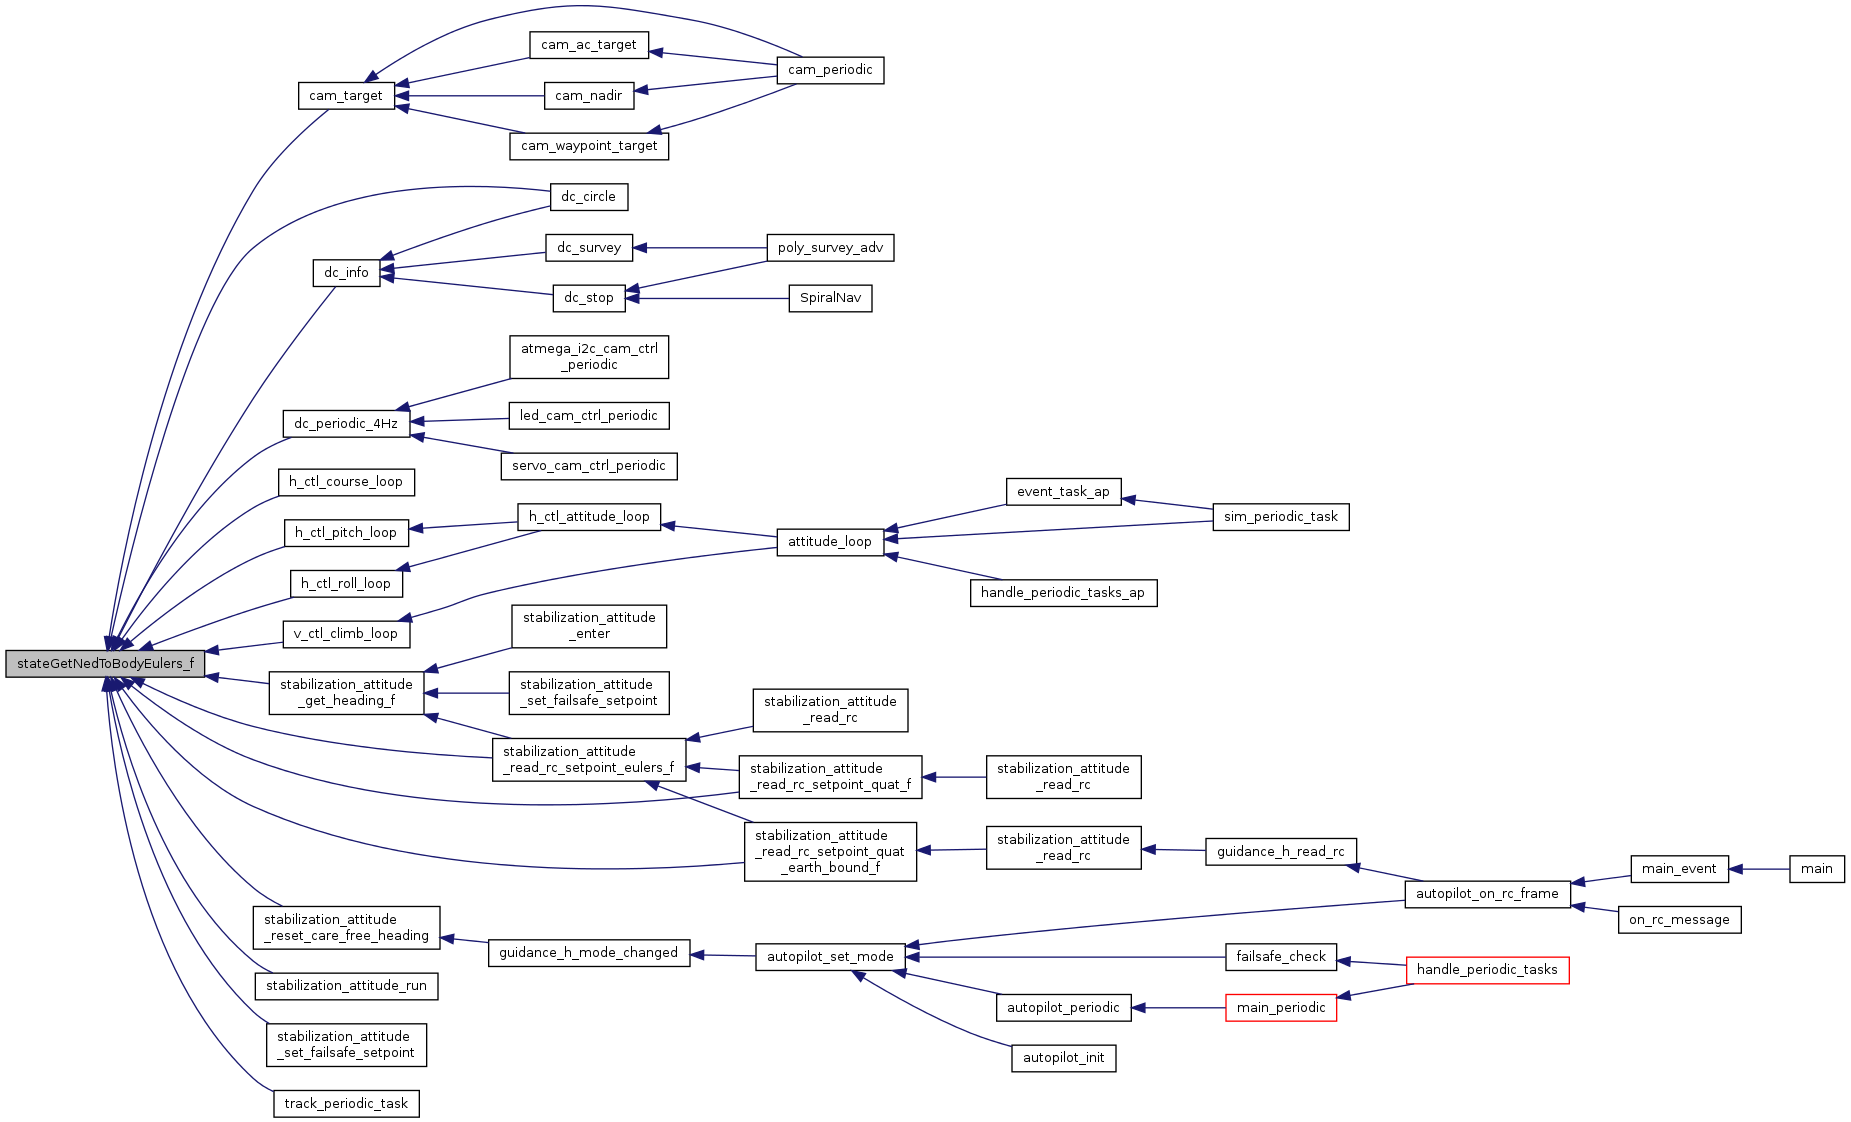 cam_ac_target
cam_periodic
cam_target
cam_nadir
cam_waypoint_target
dc_circle
dc_survey
poly_survey_adv
dc_info
dc_stop
SpiralNav
atmega_i2c_cam_ctrl
_periodic
dc_periodic_4Hz
led_cam_ctrl_periodic
servo_cam_ctrl_periodic
h_ctl_course_loop
event_task_ap
h_ctl_attitude_loop
sim_periodic_task
h_ctl_pitch_loop
attitude_loop
h_ctl_roll_loop
handle_periodic_tasks_ap
stabilization_attitude
_enter
v_ctl_climb_loop
stateGetNedToBodyEulers_f
stabilization_attitude
_get_heading_f
stabilization_attitude
_set_failsafe_setpoint
stabilization_attitude
_read_rc
stabilization_attitude
_read_rc_setpoint_eulers_f
stabilization_attitude
_read_rc_setpoint_quat_f
stabilization_attitude
_read_rc
stabilization_attitude
_read_rc_setpoint_quat
_earth_bound_f
stabilization_attitude
_read_rc
guidance_h_read_rc
main_event
main
autopilot_on_rc_frame
on_rc_message
stabilization_attitude
_reset_care_free_heading
guidance_h_mode_changed
autopilot_set_mode
failsafe_check
handle_periodic_tasks
stabilization_attitude_run
autopilot_periodic
main_periodic
stabilization_attitude
_set_failsafe_setpoint
autopilot_init
track_periodic_task